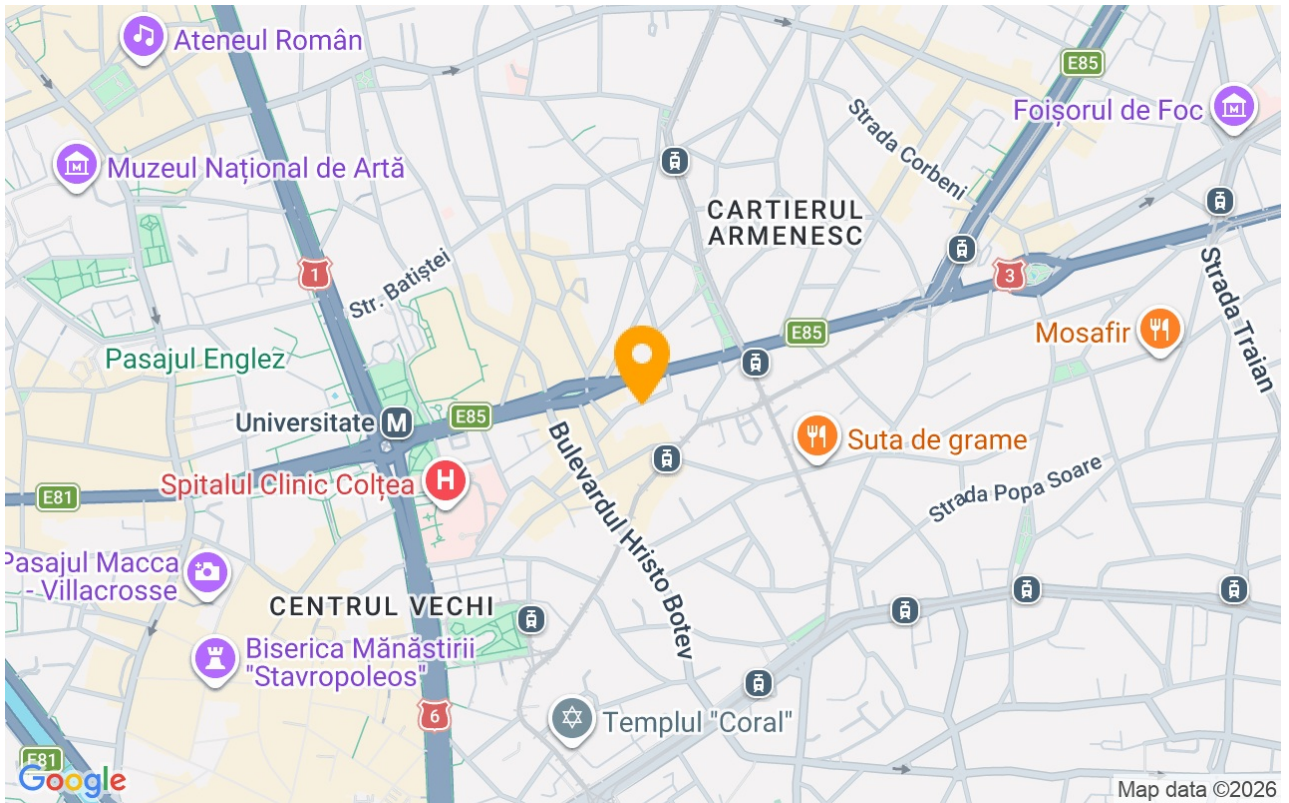 Ateneul Român
E85
Foișorul de Foc
Strada Corbeni
Muzeul Național de Artă
CARTIERUL
ARMENESC
Str. Batiștei
1
3
Strada Traian
Pasajul Englez
E85
Mosafir
Universitate
M
E85
Suta de grame
Bulevardul Hristo Botev
Spitalul Clinic Colțea
H
Strada Popa Soare
E81
Pasajul Macca
- Villacrosse
CENTRUL VECHI
Biserica Mănăstirii
"Stavropoleos"
6
Templul "Coral"
E81
Google
Map data ©2026